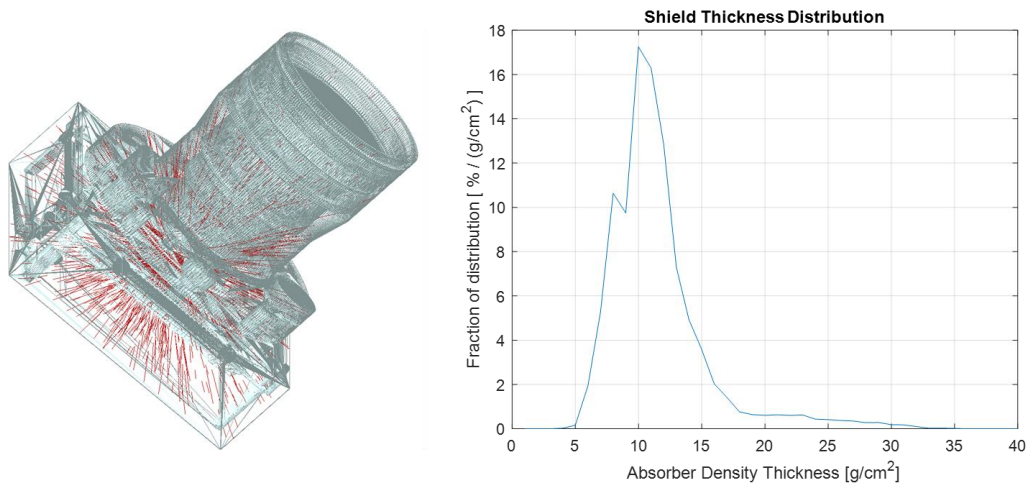 Shield Thickness Distribution
Fraction of distribution [ % / (g/cm²) ]
18
16
14
12
10
8
6
4
2
0
0 5 10 15 20 25 30 35 40
Absorber Density Thickness [g/cm²]